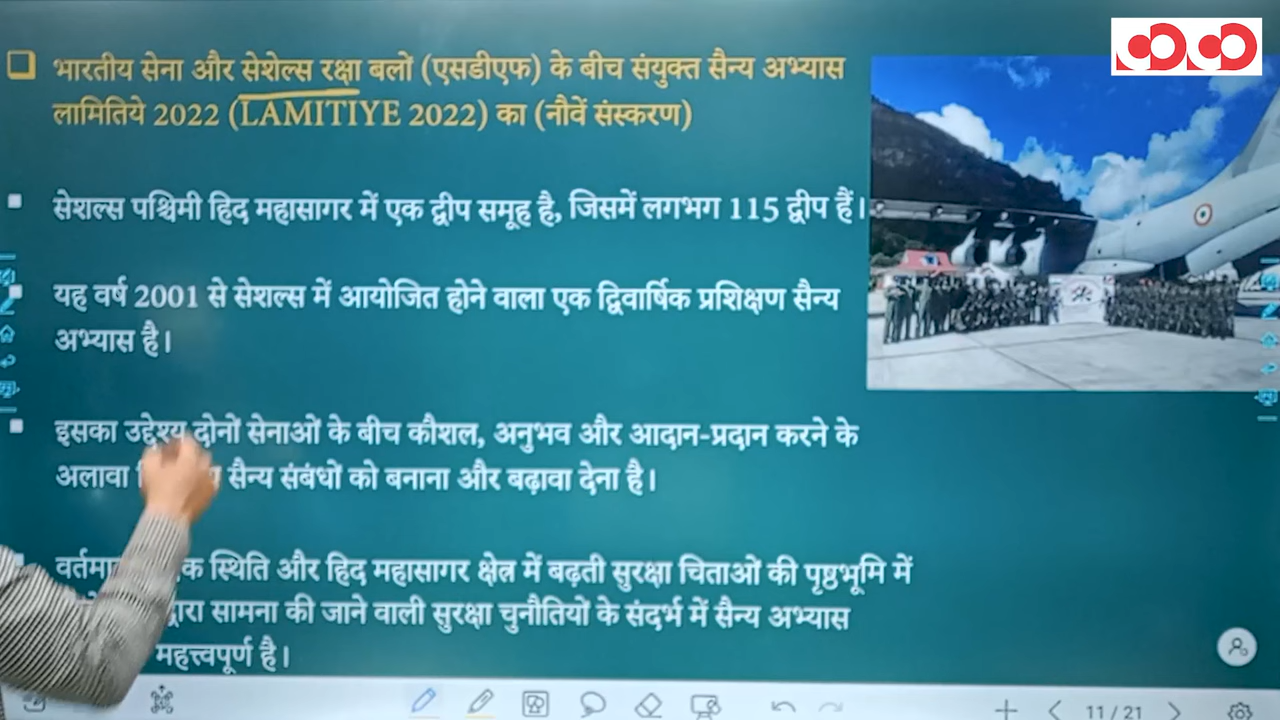 भारतीय सेना और सेशेल्स रक्षा बलों (एसडीएफ) के बीच संयुक्त सैन्य अभ्यास
लामितिये 2022 (LAMITIYE 2022) का (नौवें संस्करण)
सेशल्स पश्चिमी हिद महासागर में एक द्वीप समूह है, जिसमें लगभग 115 द्वीप हैं।
यह वर्ष 2001 से सेशल्स में आयोजित होने वाला एक द्विवार्षिक प्रशिक्षण सैन्य
अभ्यास है।
इसका उद्देश्य दोनों सेनाओं के बीच कौशल, अनुभव और आदान-प्रदान करने के
अलावा सैन्य संबंधों को बनाना और बढ़ावा देना है।
स्थिति और हिद महासागर क्षेत्र में बढ़ती सुरक्षा चिताओं की पृष्ठभूमि में
सामना की जाने वाली सुरक्षा चुनौतियों के संदर्भ में सैन्य अभ्यास
महत्त्वपूर्ण है।
11 / 21